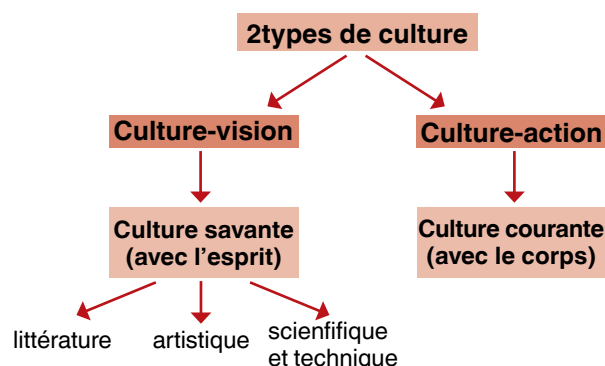 2types de culture
Culture-vision
Culture-action
Culture savante
(avec l'esprit)
Culture courante
(avec le corps)
littérature
artistique
scienfifique
et technique